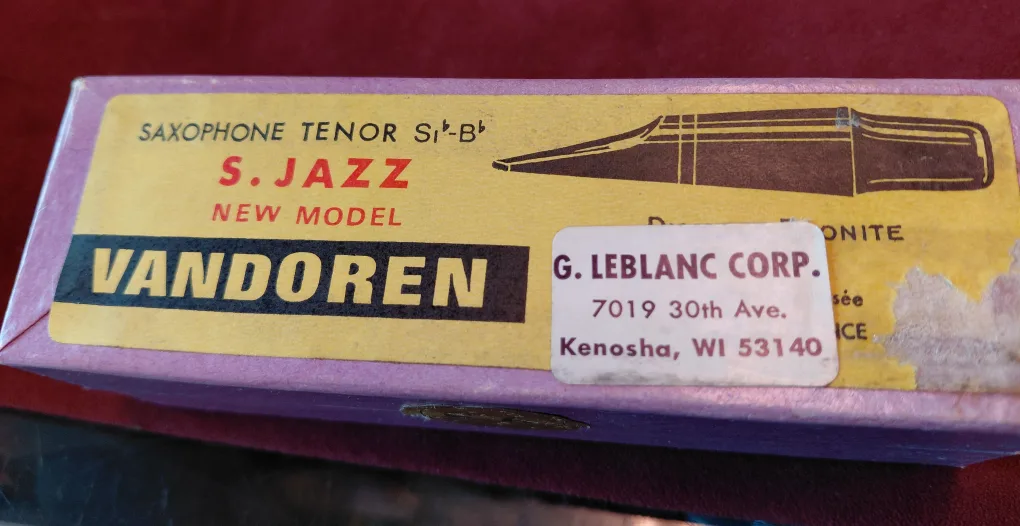 SAXOPHONE TENOR SI♭-B♭
S. JAZZ
NEW MODEL
VANDOREN
G. LEBLANC CORP.
7019 30th Ave.
Kenosha, WI 53140